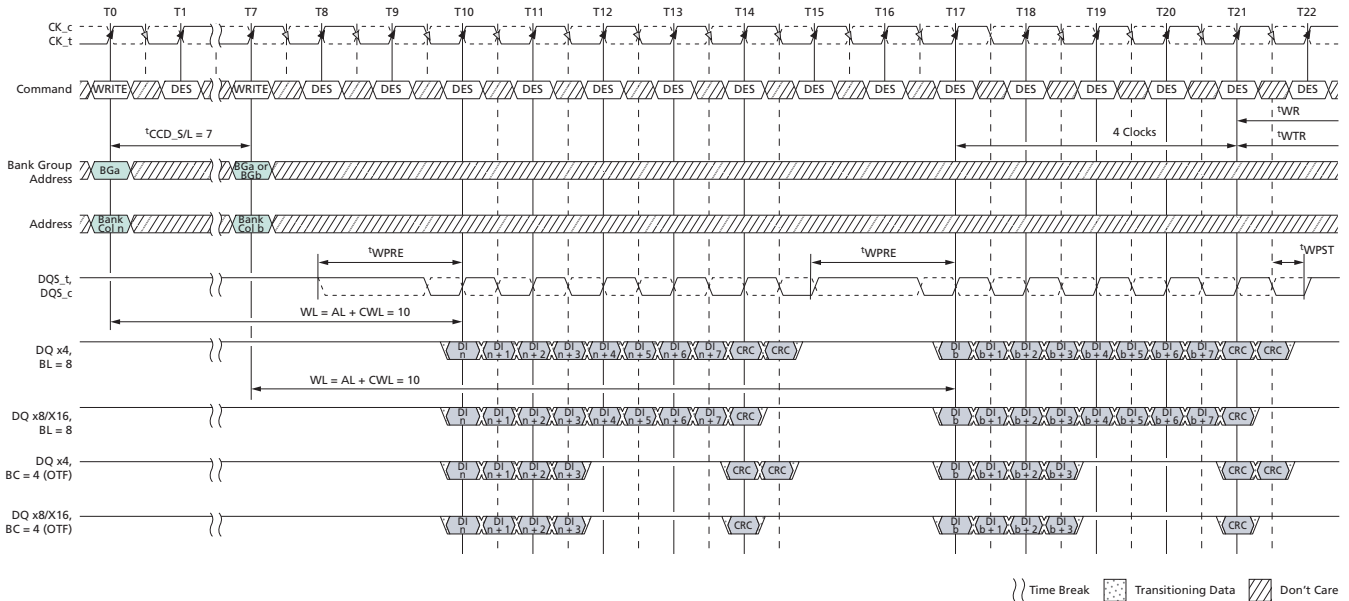 T0 T1 T7 T8 T9 T10 T11 T12 T13 T14 T15 T16 T17 T18 T19 T20 T21 T22
CK_c
CK_t
Command WRITE DES WRITE DES DES DES DES DES DES DES DES DES DES DES DES DES DES DES
tWR
tCCD_S/L = 7 4 Clocks tWTR
Bank Group
Address
BGa
BGa or
BGb
Address
Bank
Col n
Bank
Col b
tWPRE tWPRE tWPST
DQS_t,
DQS_c
WL = AL + CWL = 10
DQ x4,
BL = 8
DI DI DI DI DI DI DI DI CRC CRC DI DI DI DI DI DI DI DI CRC CRC
n n + 1 n + 2 n + 3 n + 4 n + 5 n + 6 n + 7 b b + 1 b + 2 b + 3 b + 4 b + 5 b + 6 b + 7
WL = AL + CWL = 10
DQ x8/X16,
BL = 8
DI DI DI DI DI DI DI DI CRC DI DI DI DI DI DI DI DI CRC
n n + 1 n + 2 n + 3 n + 4 n + 5 n + 6 n + 7 b b + 1 b + 2 b + 3 b + 4 b + 5 b + 6 b + 7
DQ x4,
BC = 4 (OTF)
DI DI DI DI CRC CRC DI DI DI DI CRC CRC
n n + 1 n + 2 n + 3 b b + 1 b + 2 b + 3
DQ x8/X16,
BC = 4 (OTF)
DI DI DI DI CRC DI DI DI DI CRC
n n + 1 n + 2 n + 3 b b + 1 b + 2 b + 3
Time Break Transitioning Data Don't Care